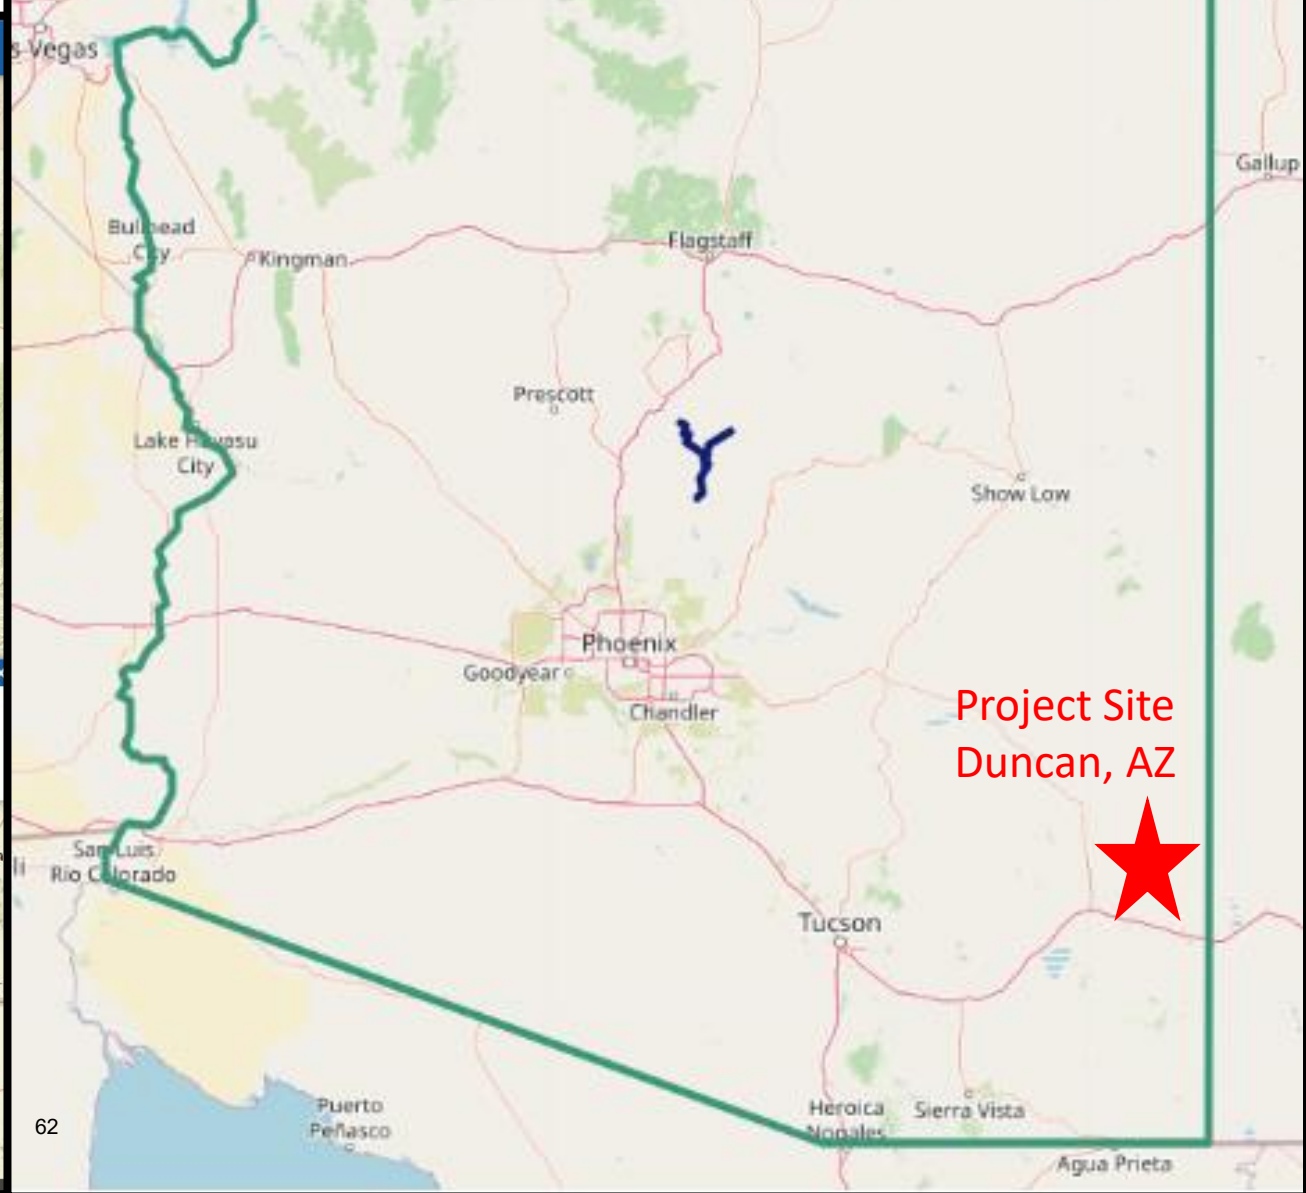 s Vegas
Gallup
Bullhead
City
Flagstaff
Kingman
Prescott
Lake Havasu
City
Show Low
Phoenix
Goodyear
Chandler
Project Site
Duncan, AZ
San Luis
Rio Colorado
li
Tucson
62
Puerto
Peñasco
Heroica
Nogales
Sierra Vista
Agua Prieta